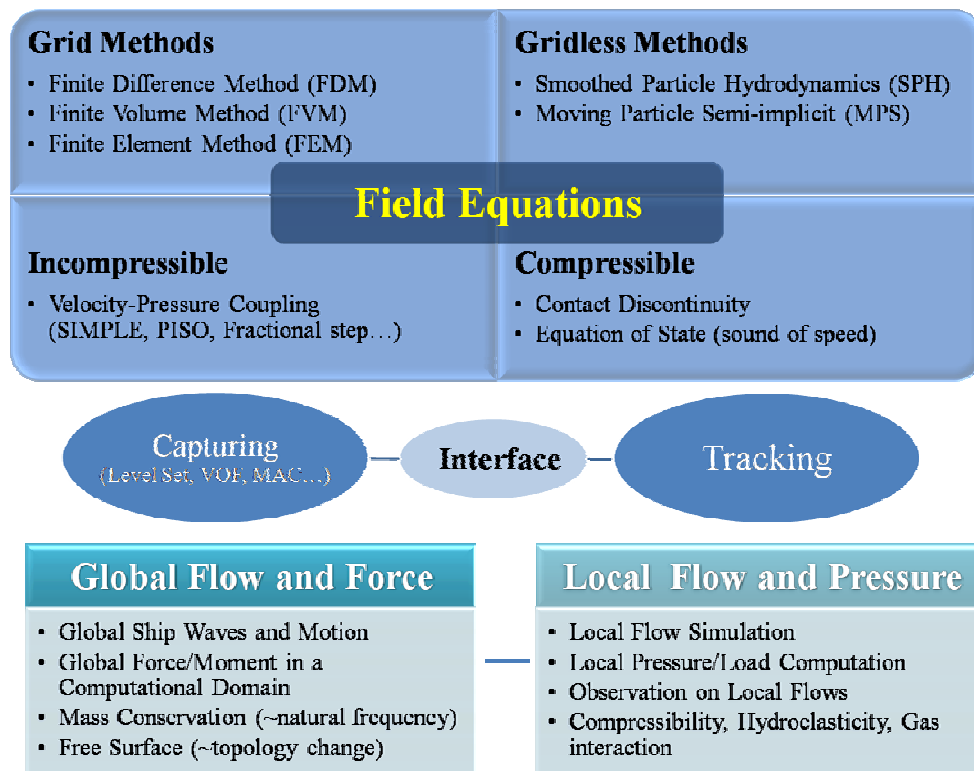 Grid Methods
• Finite Difference Method (FDM)
• Finite Volume Method (FVM)
• Finite Element Method (FEM)
Gridless Methods
• Smoothed Particle Hydrodynamics (SPH)
• Moving Particle Semi-implicit (MPS)
Field Equations
Incompressible
• Velocity-Pressure Coupling
(SIMPLE, PISO, Fractional step…)
Compressible
• Contact Discontinuity
• Equation of State (sound of speed)
Capturing
(Level Set, VOF, MAC…)
Interface
Tracking
Global Flow and Force
• Global Ship Waves and Motion
• Global Force/Moment in a
Computational Domain
• Mass Conservation (~natural frequency)
• Free Surface (~topology change)
Local Flow and Pressure
• Local Flow Simulation
• Local Pressure/Load Computation
• Observation on Local Flows
• Compressibility, Hydroelasticity, Gas
interaction